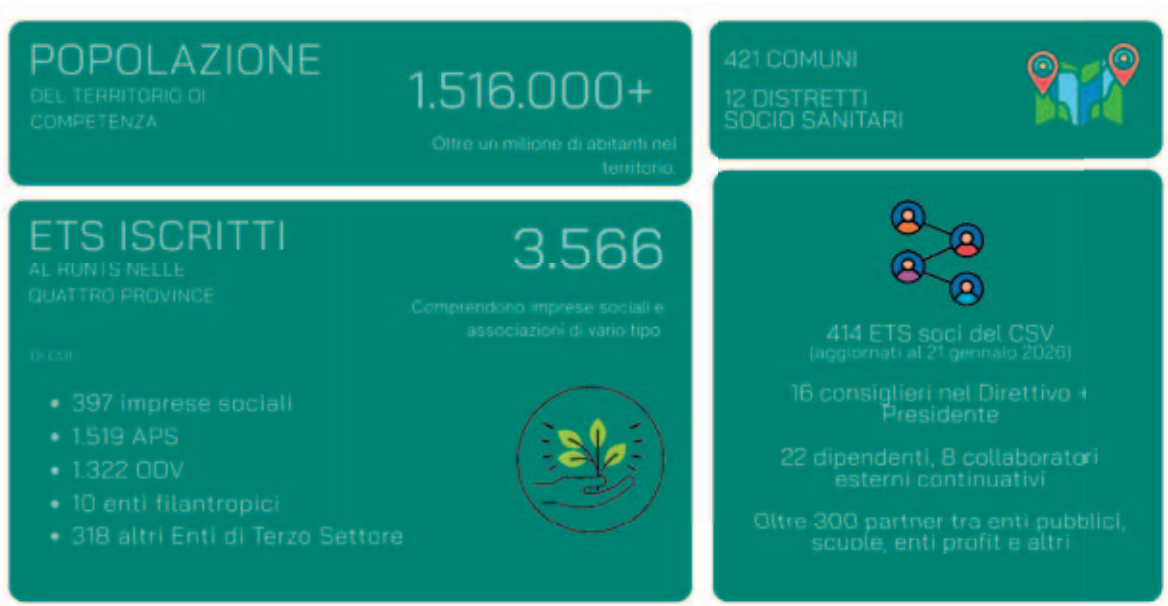 POPOLAZIONE
DEL TERRITORIO DI
COMPETENZA
1.516.000+
Oltre un milione di abitanti nel
territorio.
421 COMUNI
12 DISTRETTI
SOCIO SANITARI
ETS ISCRITTI
AL RUNTS NELLE
QUATTRO PROVINCE
3.566
Comprendono imprese sociali e
associazioni di vario tipo
DI CUI:
• 397 imprese sociali
• 1.519 APS
• 1.322 ODV
• 10 enti filantropici
• 318 altri Enti di Terzo Settore
414 ETS soci del CSV
(aggiornati al 21 gennaio 2026)
16 consiglieri nel Direttivo +
Presidente
22 dipendenti, 8 collaboratori
esterni continuativi
Oltre 300 partner tra enti pubblici,
scuole, enti profit e altri